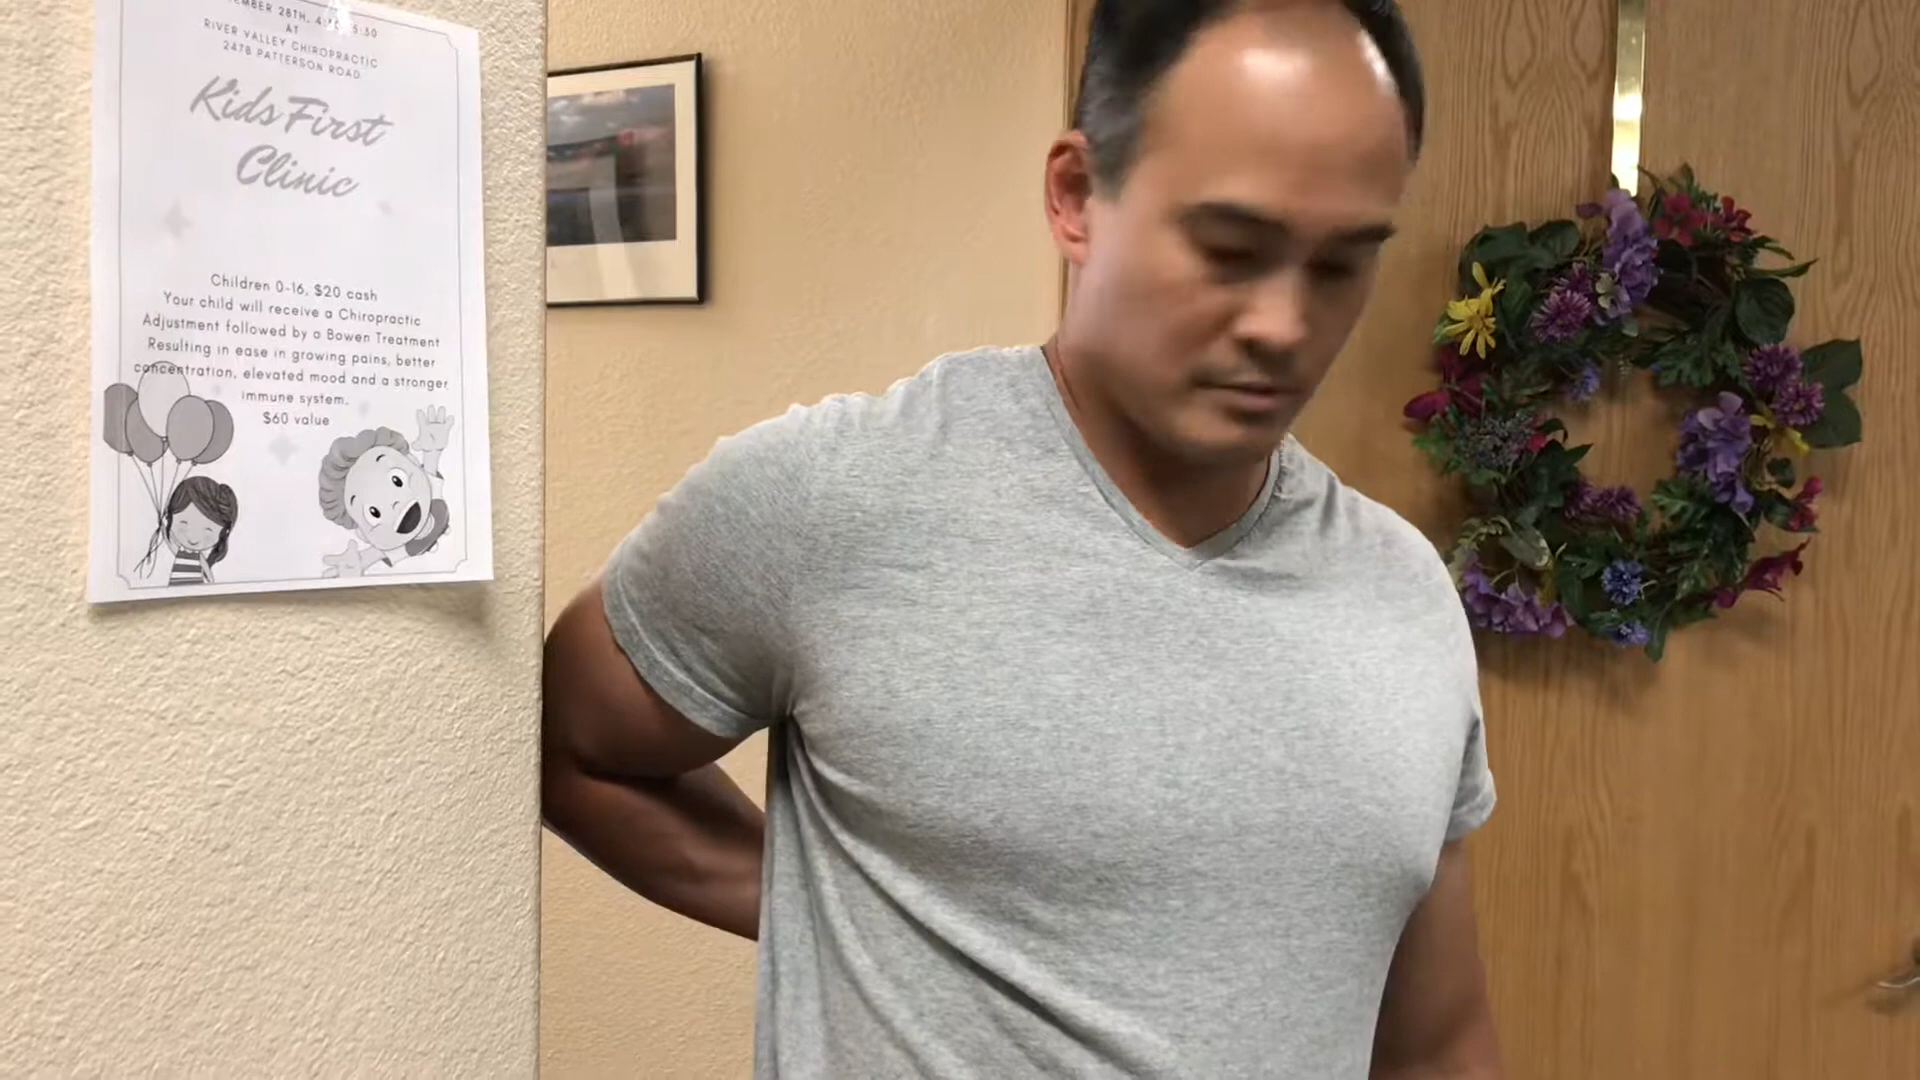 28TH, 4:
AT
RIVER VALLEY CHIROPRACTIC
2478 PATTERSON ROAD
Kids First
Clinic
Children 0-16, $20 cash
Your child will receive a Chiropractic
Adjustment followed by a Bowen Treatment
Resulting in ease in growing pains, better
concentration, elevated mood and a stronger
immune system.
$60 value